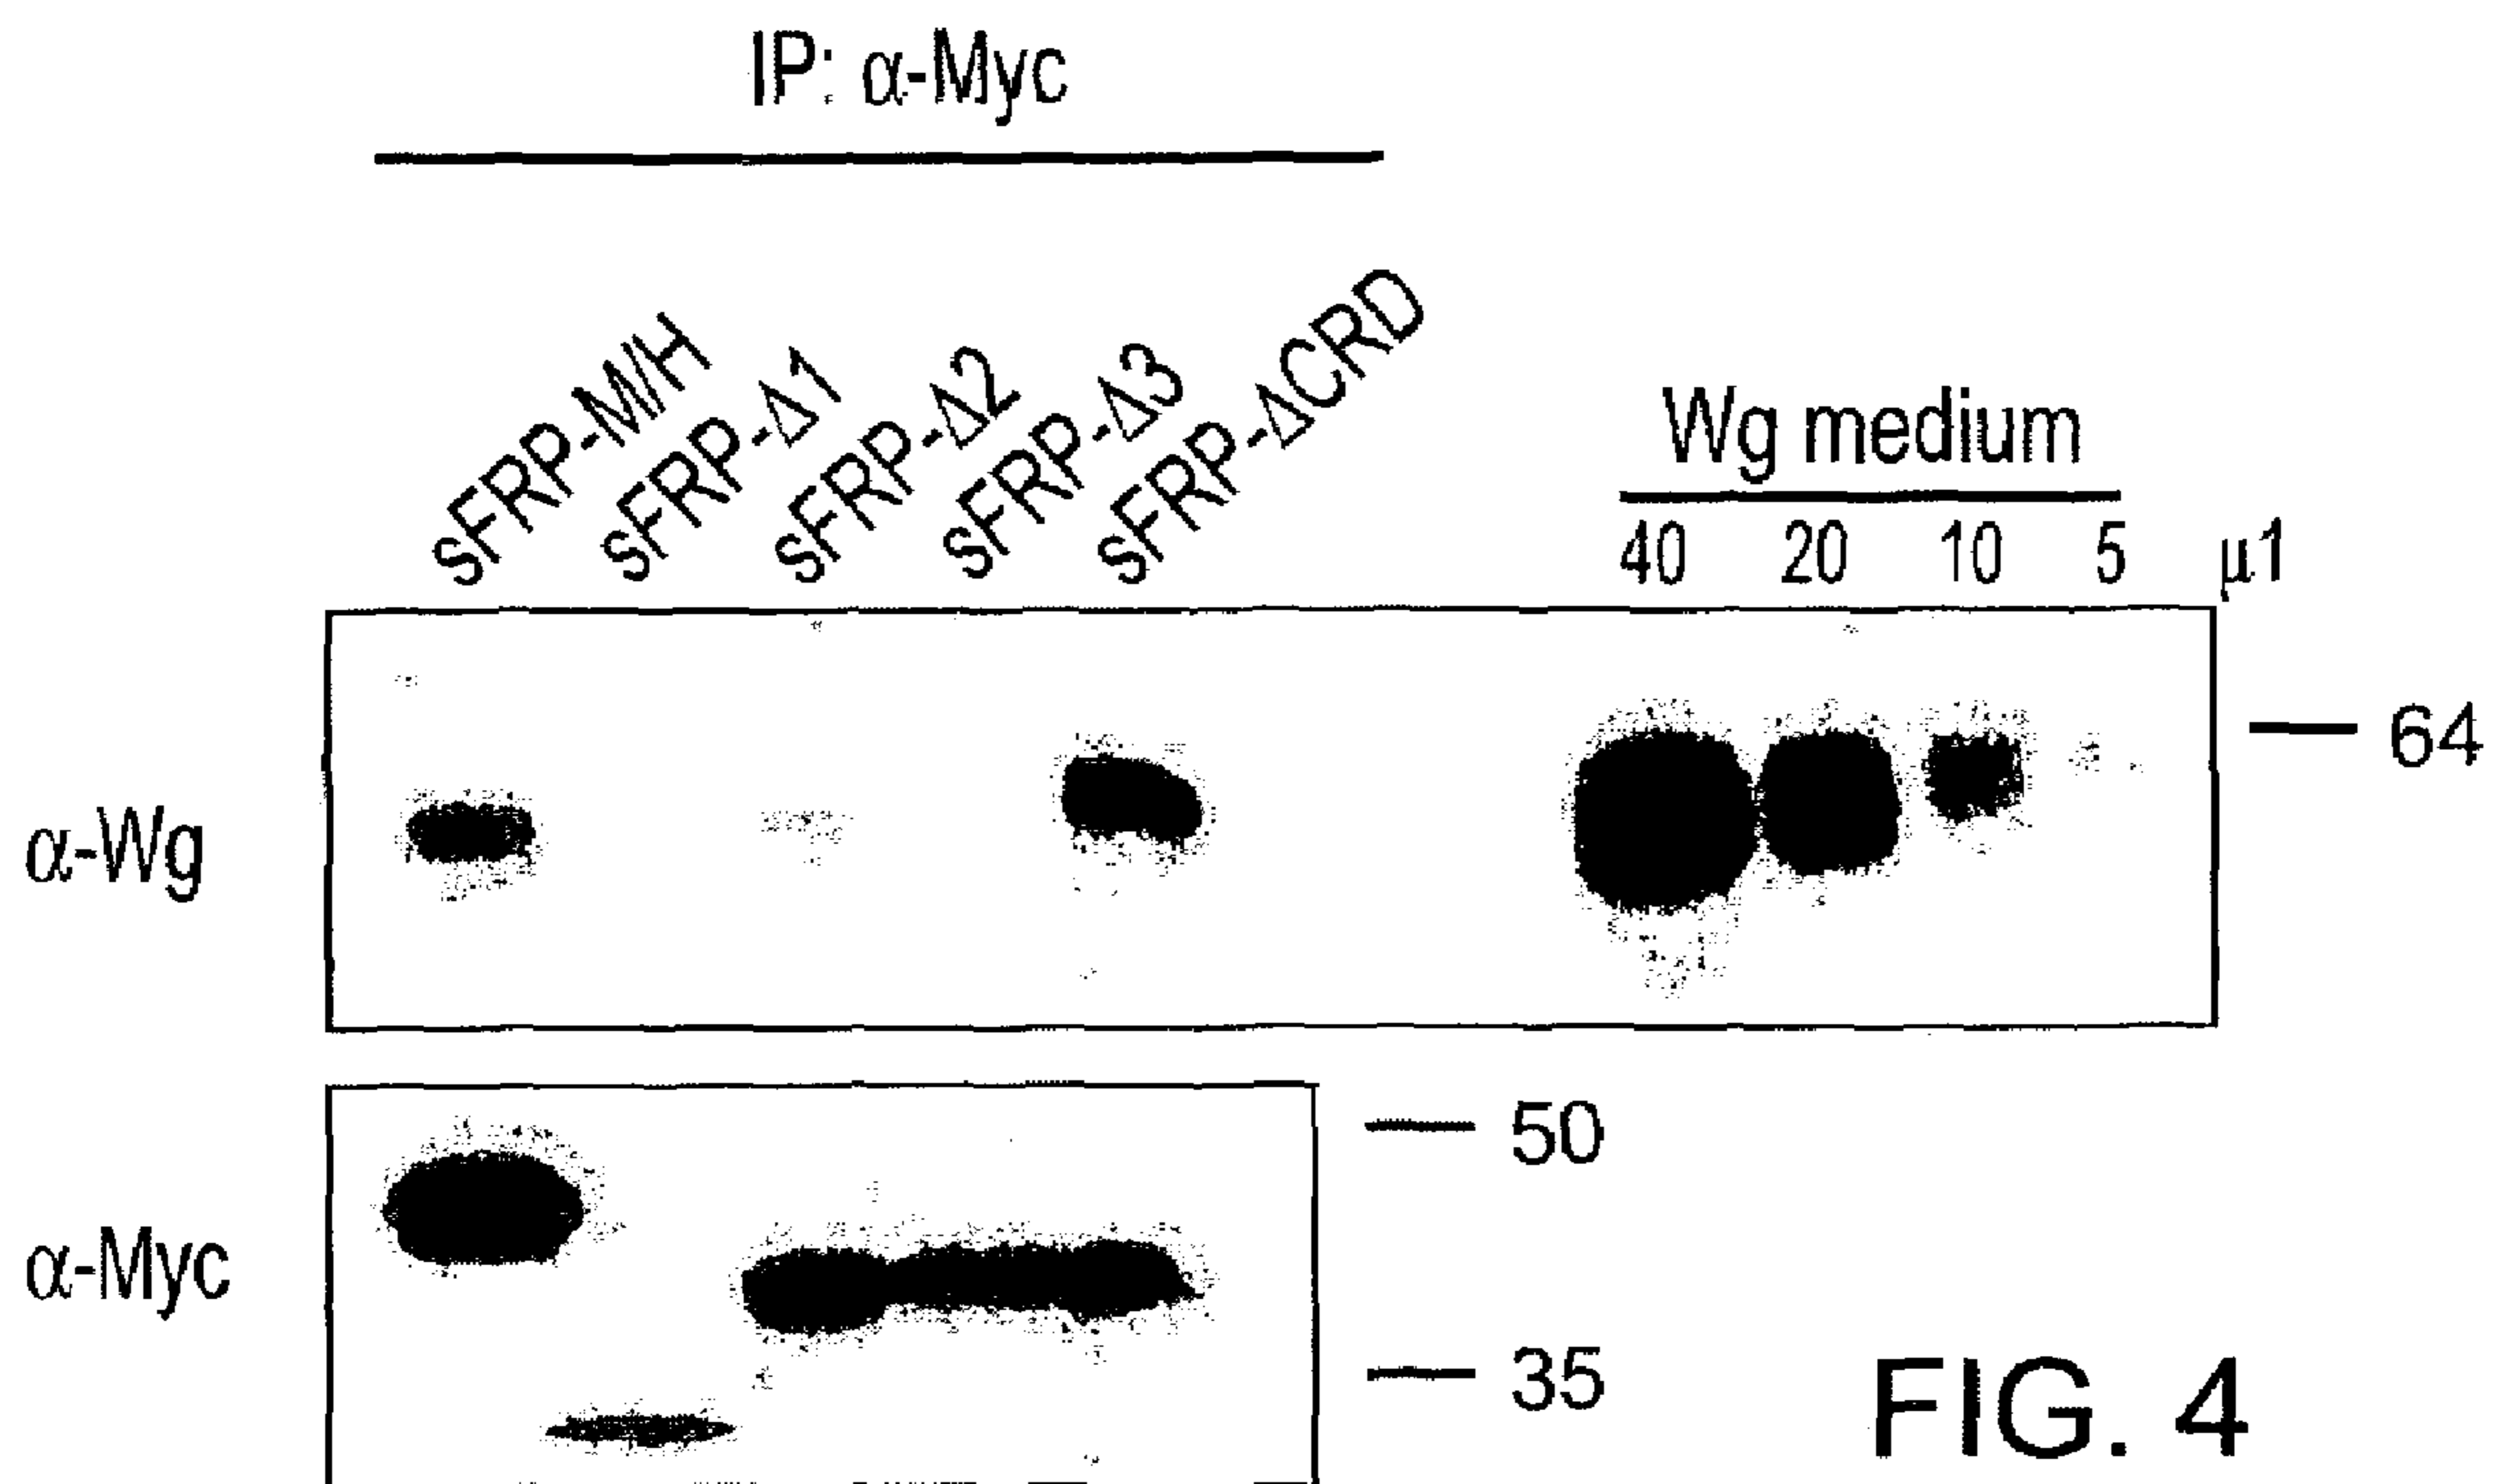 IP: α-Myc
sFRP-M/H
sFRP-Δ1
sFRP-Δ2
sFRP-Δ3
sFRP-ΔCRD
Wg medium
40 20 10 5 µ1
64
α-Wg
50
α-Myc
35
FIG. 4